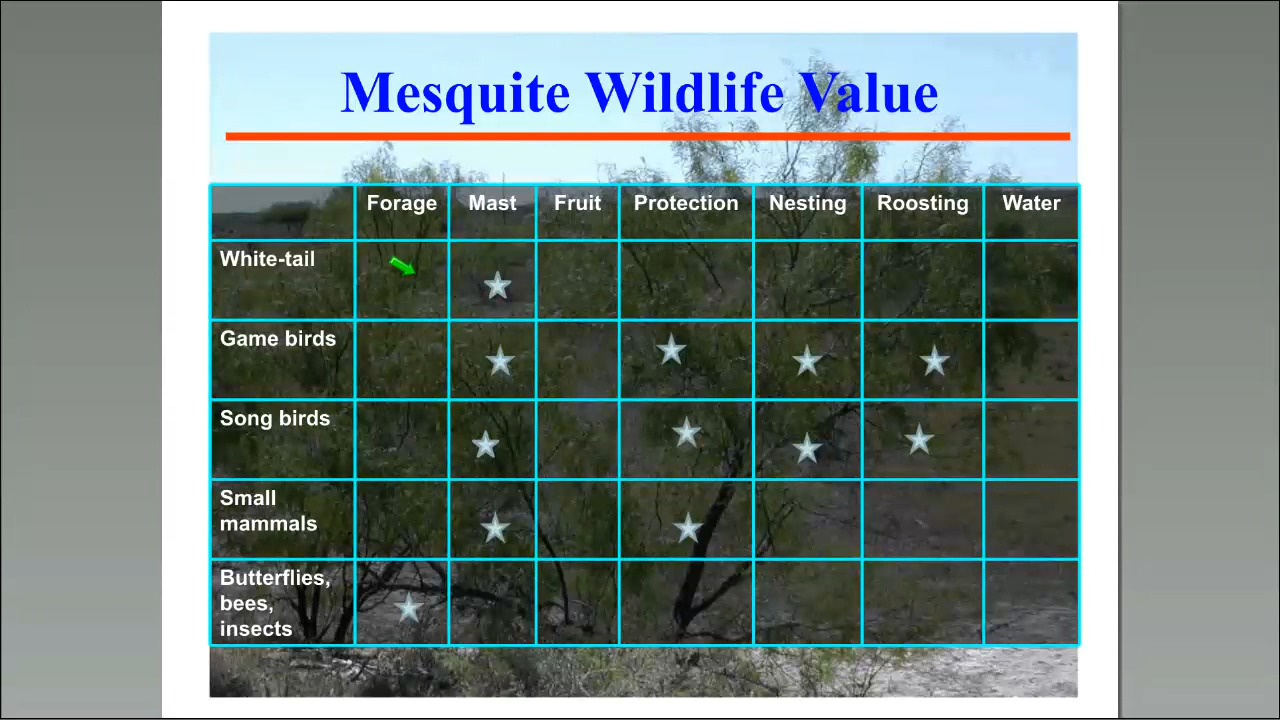 Mesquite Wildlife Value
Forage Mast Fruit Protection Nesting Roosting Water
White-tail
Game birds
Song birds
Small
mammals
Butterflies,
bees,
insects